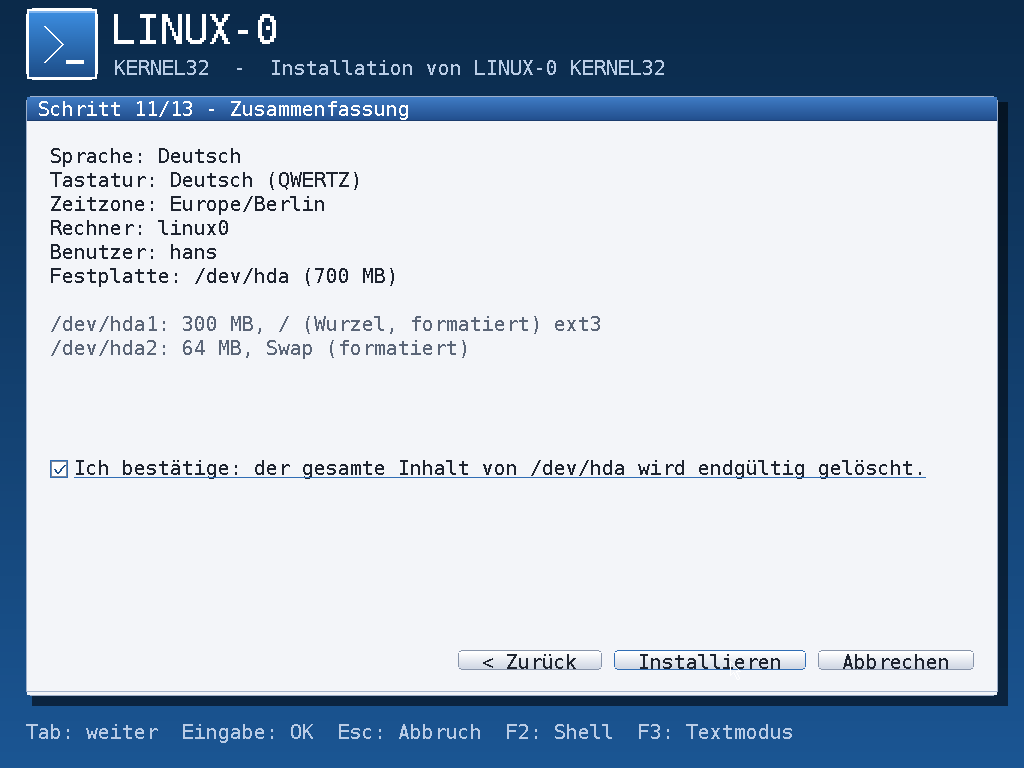 LINUX-0
KERNEL32 - Installation von LINUX-0 KERNEL32
Schritt 11/13 - Zusammenfassung
Sprache: Deutsch
Tastatur: Deutsch (QWERTZ)
Zeitzone: Europe/Berlin
Rechner: linux0
Benutzer: hans
Festplatte: /dev/hda (700 MB)
/dev/hda1: 300 MB, / (Wurzel, formatiert) ext3
/dev/hda2: 64 MB, Swap (formatiert)
Ich bestätige: der gesamte Inhalt von /dev/hda wird endgültig gelöscht.
< Zurück Installieren Abbrechen
Tab: weiter Eingabe: OK Esc: Abbruch F2: Shell F3: Textmodus